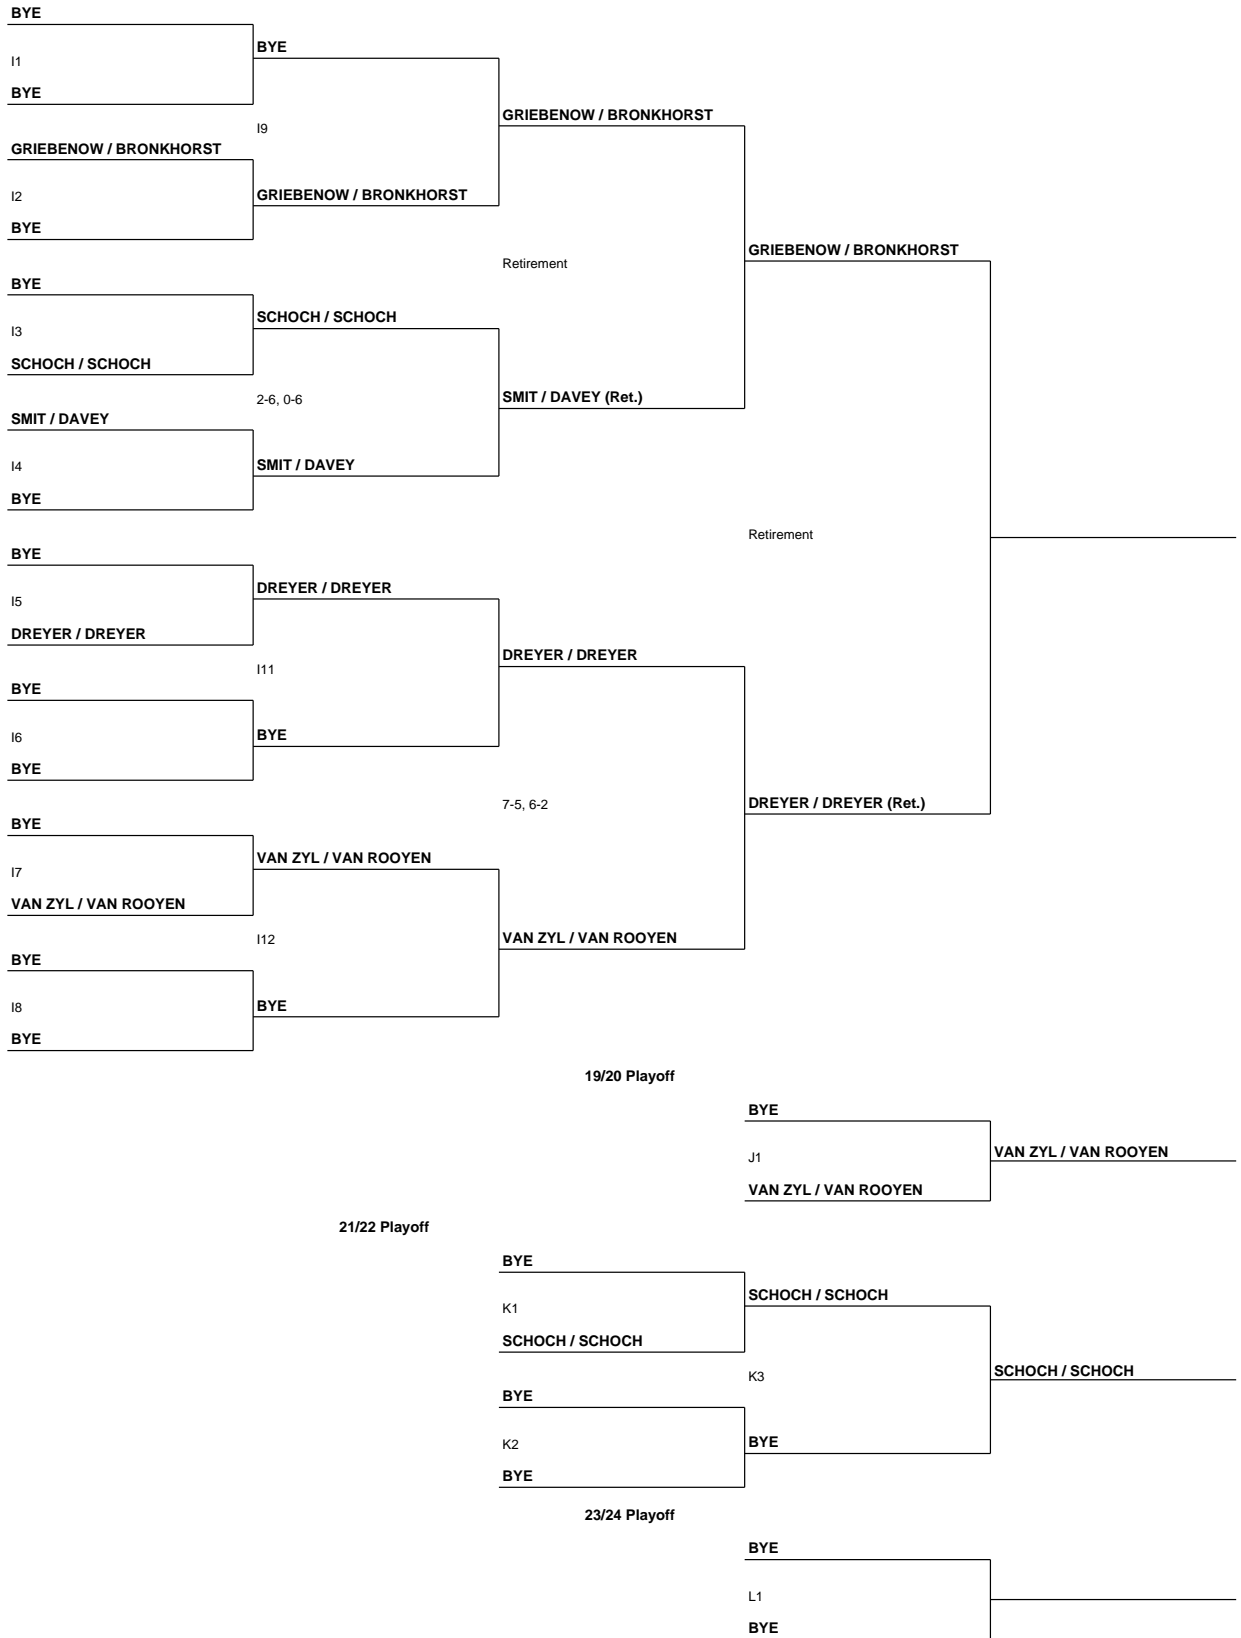 BYE
BYE
I1
BYE
GRIEBENOW / BRONKHORST
I9
GRIEBENOW / BRONKHORST
I2
GRIEBENOW / BRONKHORST
BYE
GRIEBENOW / BRONKHORST
Retirement
BYE
SCHOCH / SCHOCH
I3
SCHOCH / SCHOCH
2-6, 0-6
SMIT / DAVEY (Ret.)
SMIT / DAVEY
I4
SMIT / DAVEY
BYE
Retirement
BYE
DREYER / DREYER
I5
DREYER / DREYER
DREYER / DREYER
I11
BYE
I6
BYE
BYE
7-5, 6-2
DREYER / DREYER (Ret.)
BYE
VAN ZYL / VAN ROOYEN
I7
VAN ZYL / VAN ROOYEN
I12
VAN ZYL / VAN ROOYEN
BYE
I8
BYE
BYE
19/20 Playoff
BYE
J1
VAN ZYL / VAN ROOYEN
VAN ZYL / VAN ROOYEN
21/22 Playoff
BYE
SCHOCH / SCHOCH
K1
SCHOCH / SCHOCH
K3
SCHOCH / SCHOCH
BYE
K2
BYE
BYE
23/24 Playoff
BYE
L1
BYE